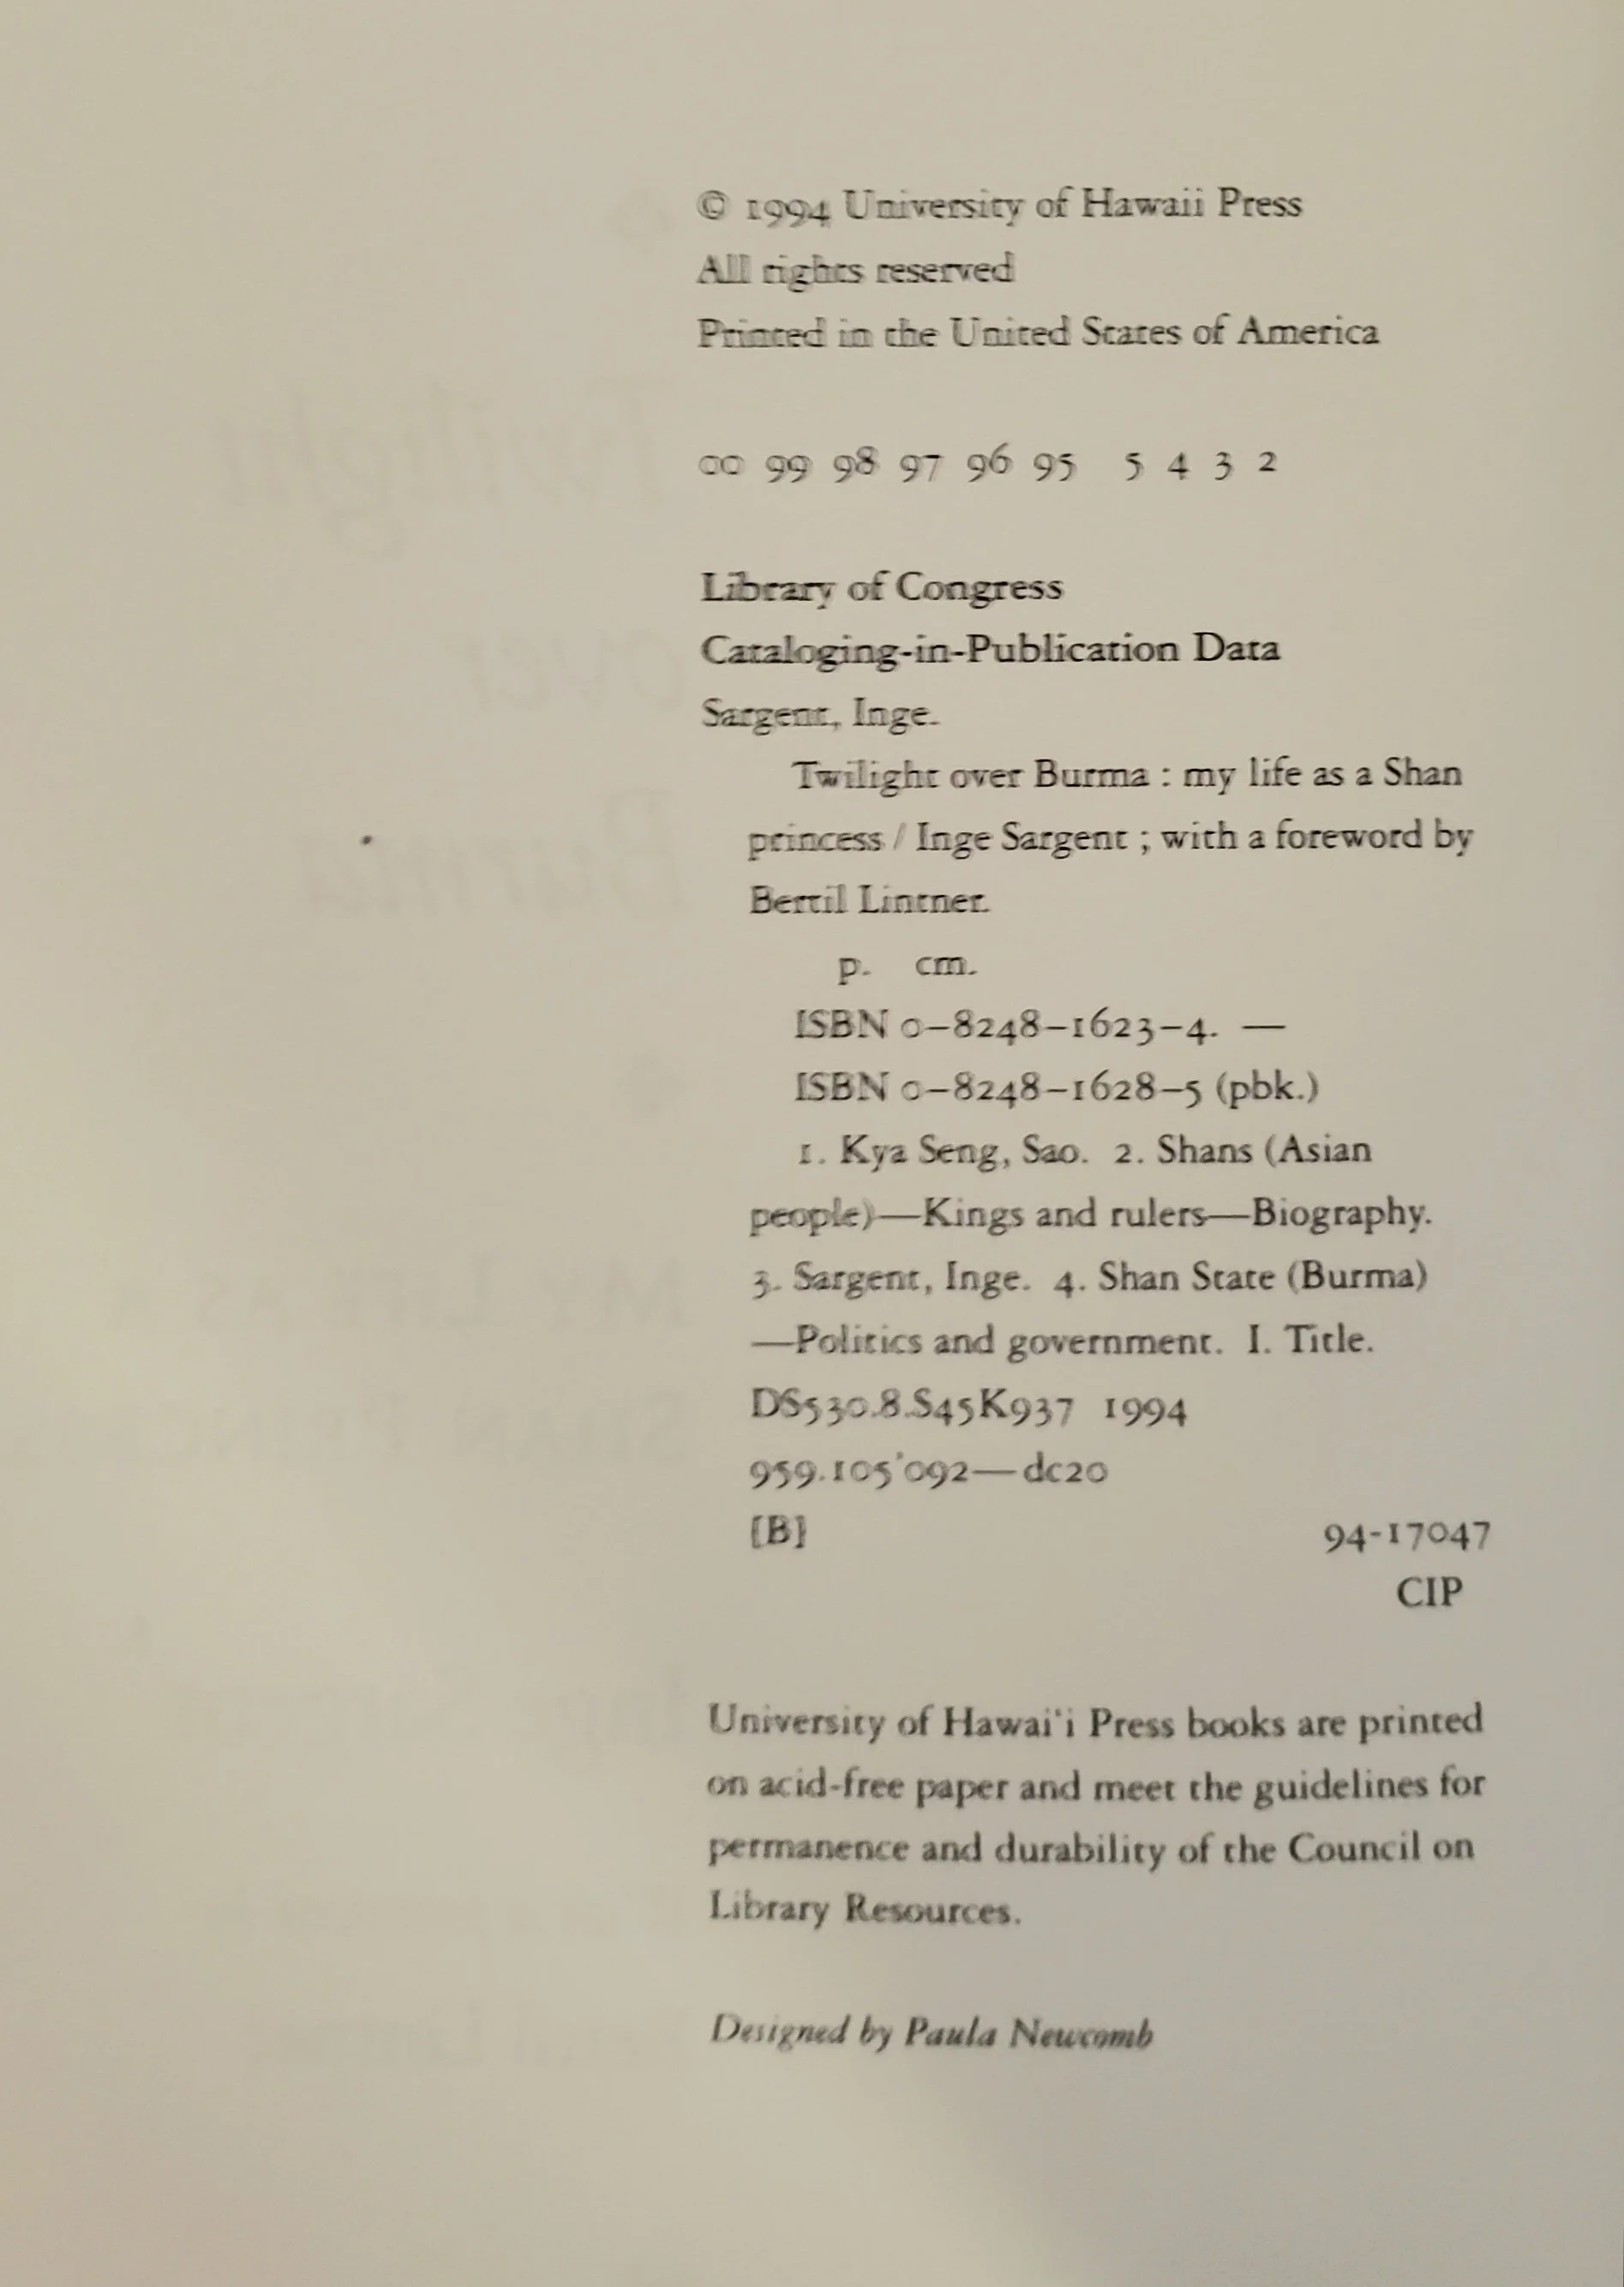 © 1994 University of Hawaii Press
All rights reserved
Printed in the United States of America
00 99 98 97 96 95 5 4 3 2
Library of Congress
Cataloging-in-Publication Data
Sargent, Inge.
Twilight over Burma : my life as a Shan
princess / Inge Sargent ; with a foreword by
Bertil Lintner.
p. cm.
ISBN 0–8248–1623–4. —
ISBN 0–8248–1628–5 (pbk.)
1. Kya Seng, Sao. 2. Shans (Asian
people)—Kings and rulers—Biography.
3. Sargent, Inge. 4. Shan State (Burma)
—Politics and government. I. Title.
DS530.8.S45K937 1994
959.105'092—dc20
[B] 94-17047
CIP
University of Hawai'i Press books are printed
on acid-free paper and meet the guidelines for
permanence and durability of the Council on
Library Resources.
Designed by Paula Newcomb